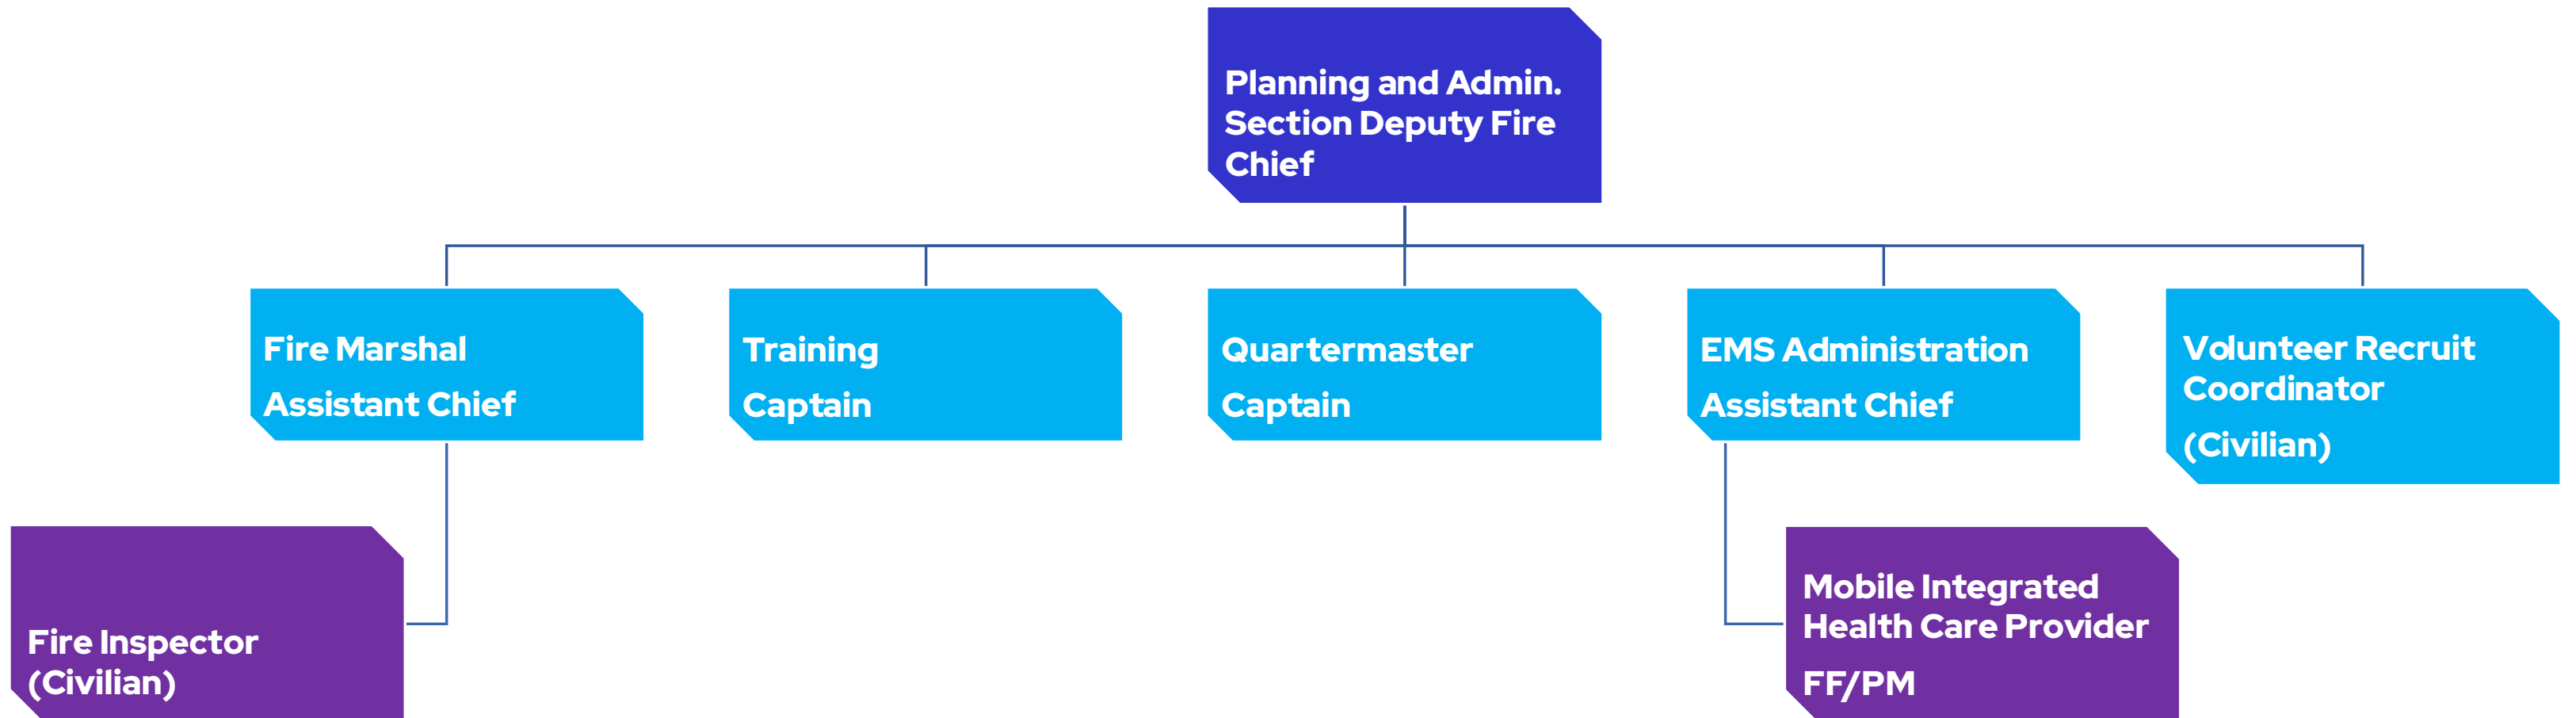 Planning and Admin.
Section Deputy Fire
Chief
Fire Marshal
Assistant Chief
Training
Captain
Quartermaster
Captain
EMS Administration
Assistant Chief
Volunteer Recruit
Coordinator
(Civilian)
Fire Inspector
(Civilian)
Mobile Integrated
Health Care Provider
FF/PM